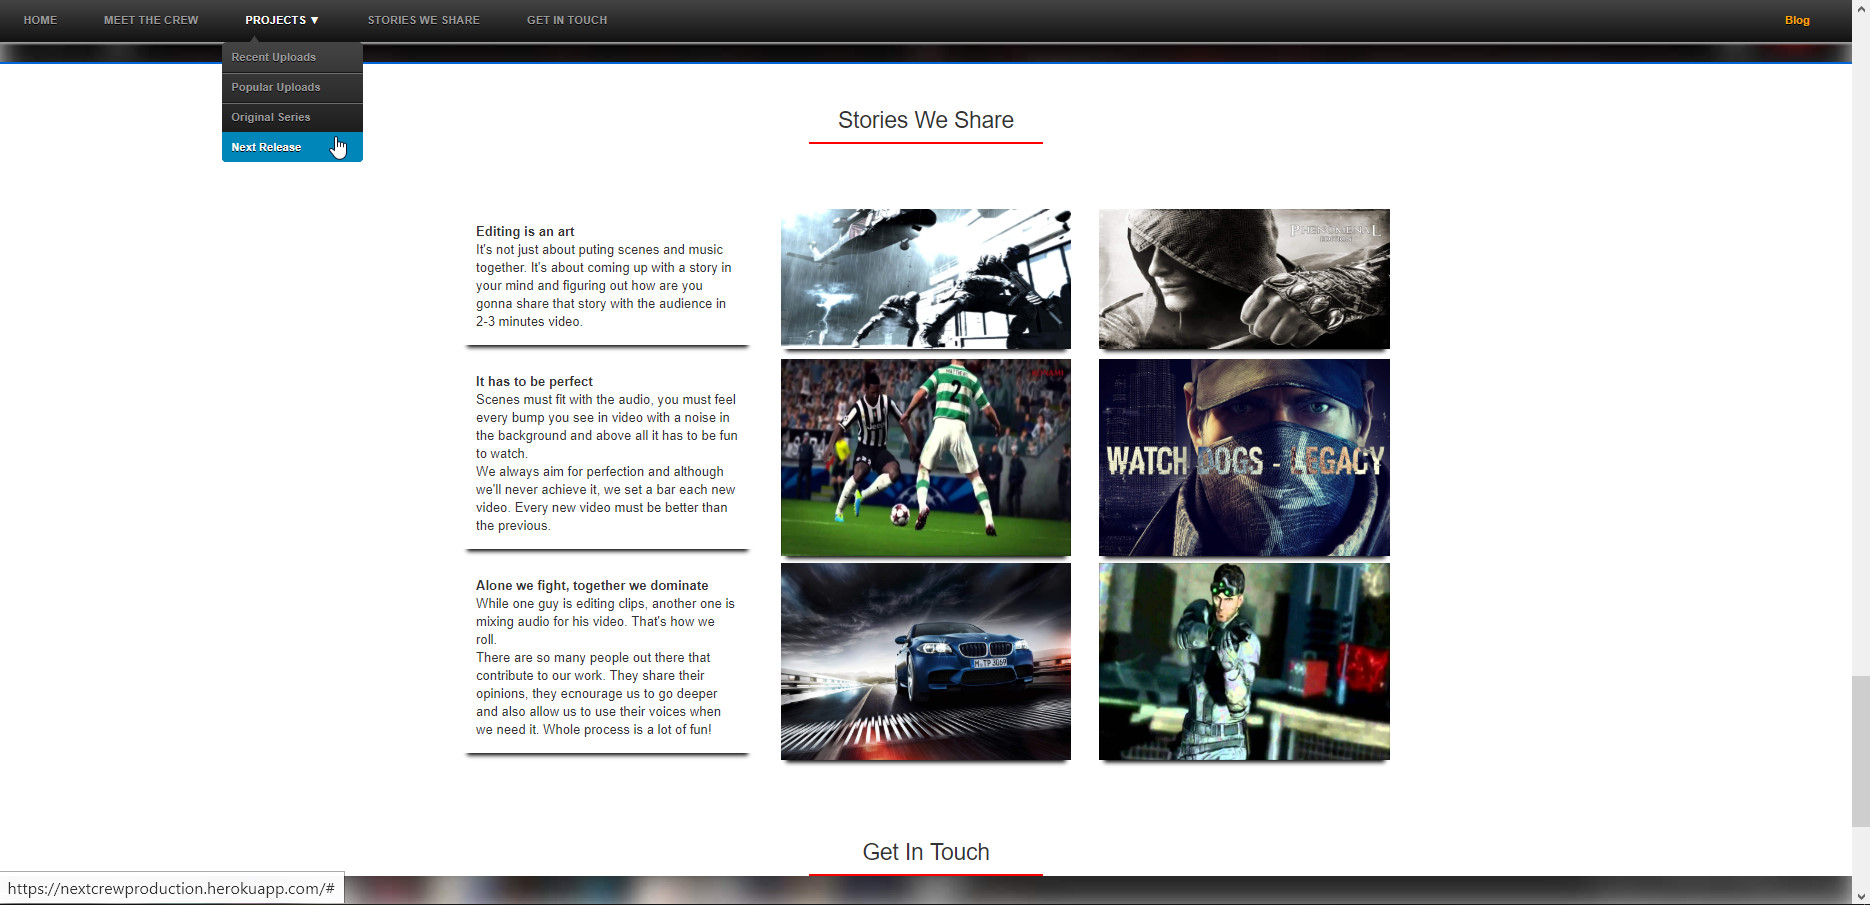 HOME MEET THE CREW PROJECTS ▼ STORIES WE SHARE GET IN TOUCH Blog
Recent Uploads
Popular Uploads
Original Series
Next Release
Stories We Share
Editing is an art
It's not just about puting scenes and music
together. It's about coming up with a story in
your mind and figuring out how are you
gonna share that story with the audience in
2-3 minutes video.
PHENOMENAL
EDITION
It has to be perfect
Scenes must fit with the audio, you must feel
every bump you see in video with a noise in
the background and above all it has to be fun
to watch.
We always aim for perfection and although
we'll never achieve it, we set a bar each new
video. Every new video must be better than
the previous.
KONAMI
2
Jeep
WATCH DOGS - LEGACY
Alone we fight, together we dominate
While one guy is editing clips, another one is
mixing audio for his video. That's how we
roll.
There are so many people out there that
contribute to our work. They share their
opinions, they ecnourage us to go deeper
and also allow us to use their voices when
we need it. Whole process is a lot of fun!
M·TP 3069
Get In Touch
https://nextcrewproduction.herokuapp.com/#